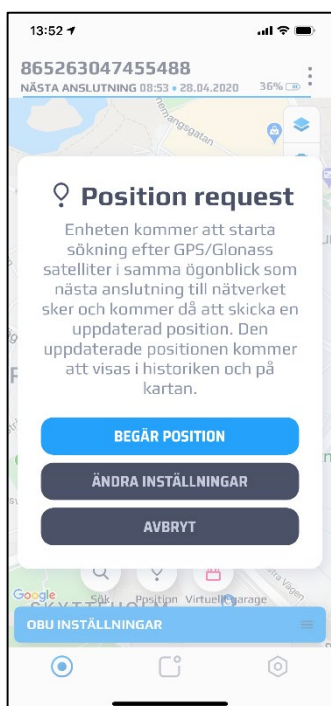 13:52
865263047455488
NÄSTA ANSLUTNING 08:53 • 28.04.2020 36%
Position request
Enheten kommer att starta
sökning efter GPS/Glonass
satelliter i samma ögonblick som
nästa anslutning till nätverket
sker och kommer då att skicka en
uppdaterad position. Den
uppdaterade positionen kommer
att visas i historiken och på
kartan.
BEGÄR POSITION
ÄNDRA INSTÄLLNINGAR
AVBRYT
Sök Pposition Virtuellt garage
Google
OBU INSTÄLLNINGAR